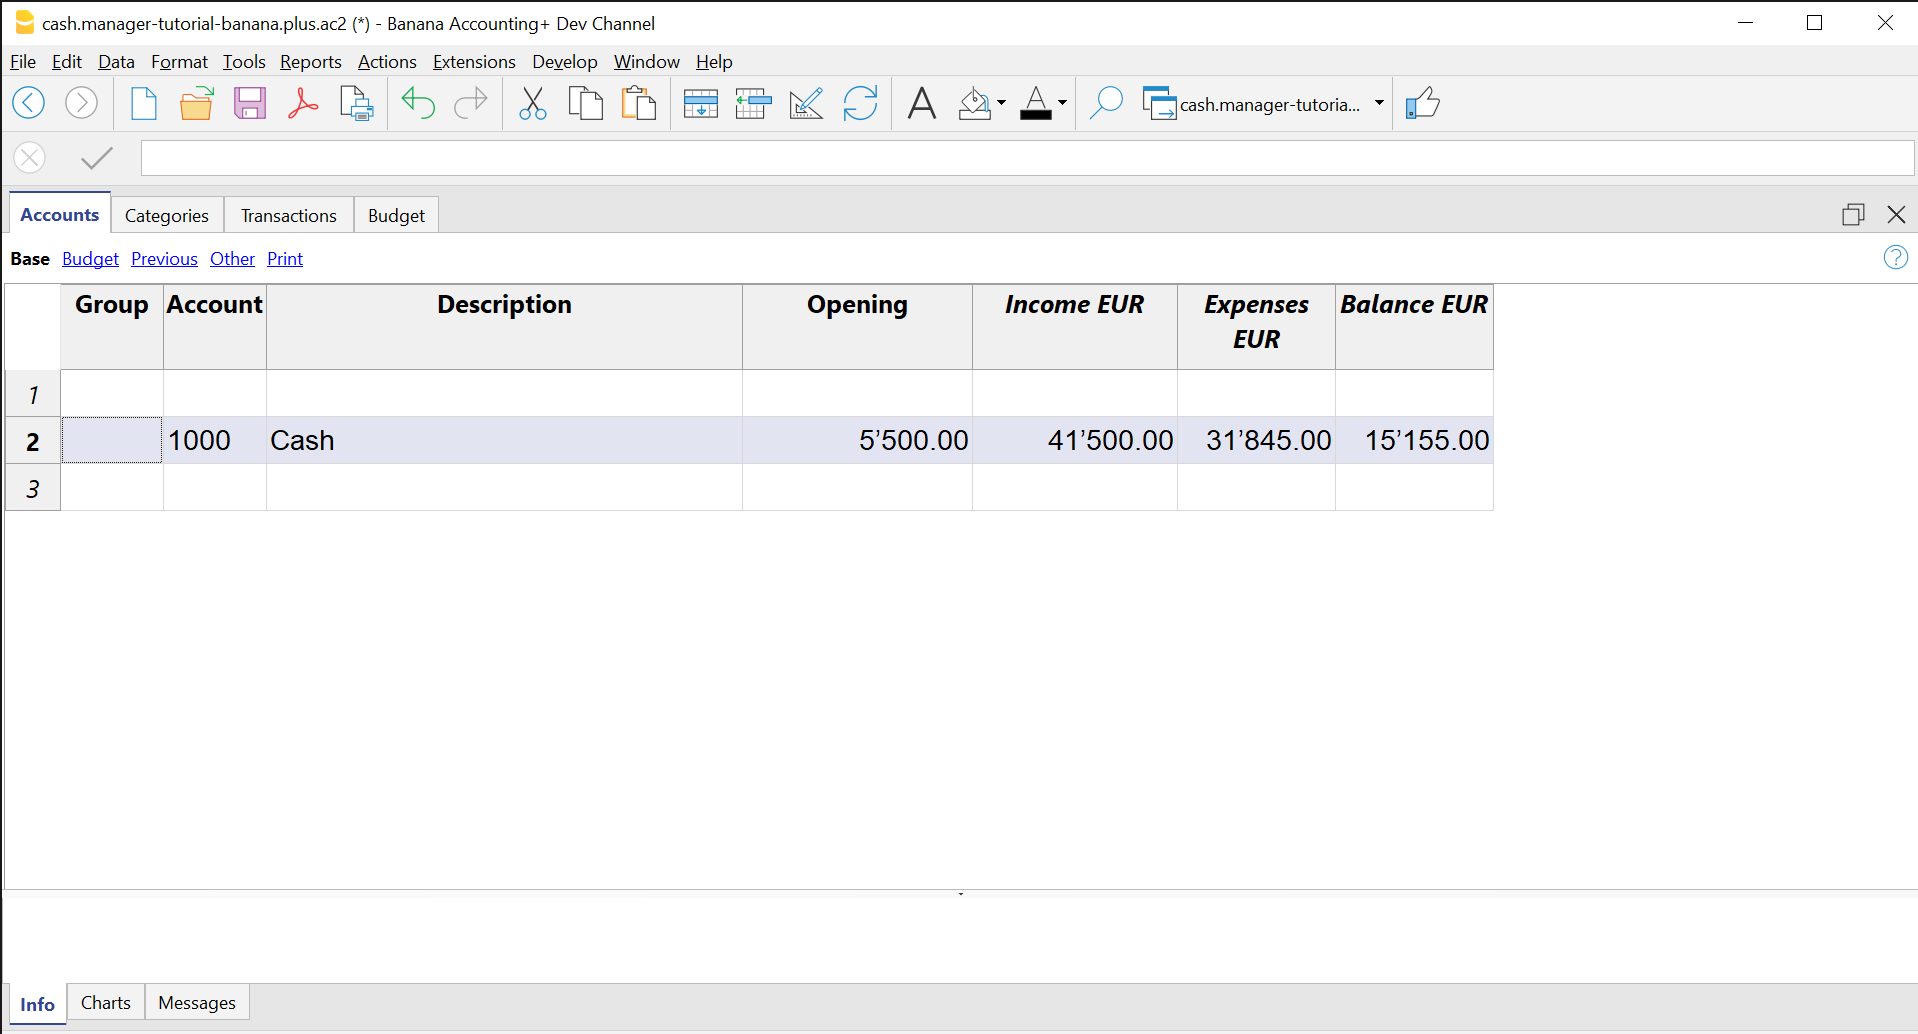 cash.manager-tutorial-banana.plus.ac2 (*) - Banana Accounting+ Dev Channel
File Edit Data Format Tools Reports Actions Extensions Develop Window Help
cash.manager-tutoria...
Accounts Categories Transactions Budget
Base Budget Previous Other Print
Group Account Description Opening Income EUR Expenses EUR Balance EUR
1
2 1000 Cash 5’500.00 41’500.00 31’845.00 15’155.00
3
Info Charts Messages